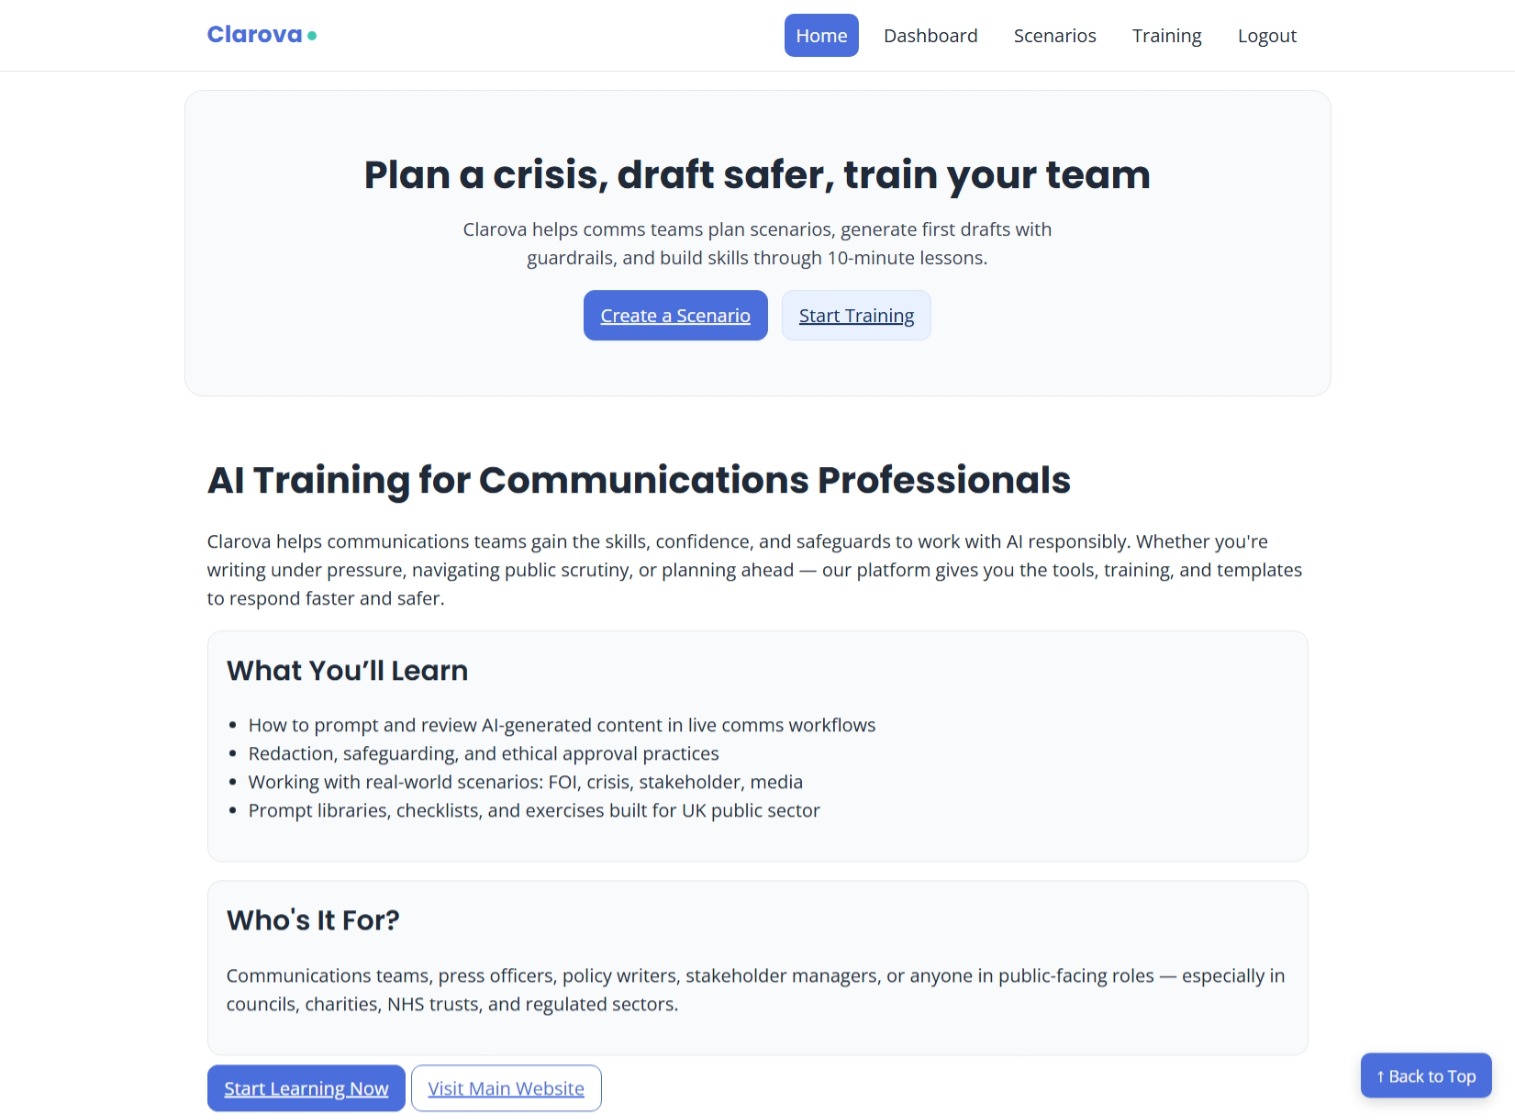 Clarova
Home
Dashboard
Scenarios
Training
Logout
Plan a crisis, draft safer, train your team
Clarova helps comms teams plan scenarios, generate first drafts with
guardrails, and build skills through 10-minute lessons.
Create a Scenario
Start Training
AI Training for Communications Professionals
Clarova helps communications teams gain the skills, confidence, and safeguards to work with AI responsibly. Whether you're
writing under pressure, navigating public scrutiny, or planning ahead — our platform gives you the tools, training, and templates
to respond faster and safer.
What You’ll Learn
• How to prompt and review AI-generated content in live comms workflows
• Redaction, safeguarding, and ethical approval practices
• Working with real-world scenarios: FOI, crisis, stakeholder, media
• Prompt libraries, checklists, and exercises built for UK public sector
Who's It For?
Communications teams, press officers, policy writers, stakeholder managers, or anyone in public-facing roles — especially in
councils, charities, NHS trusts, and regulated sectors.
Start Learning Now
Visit Main Website
↑ Back to Top